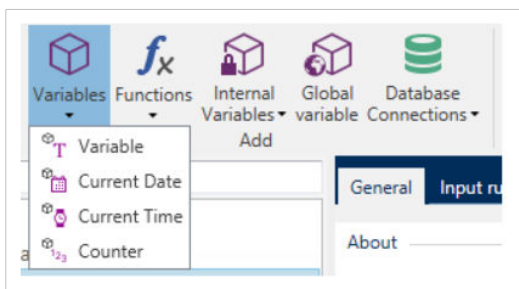 Variables Functions Internal Variables Global variable Database Connections
Add
Variable
Current Date
Current Time
Counter
General Input ru
About